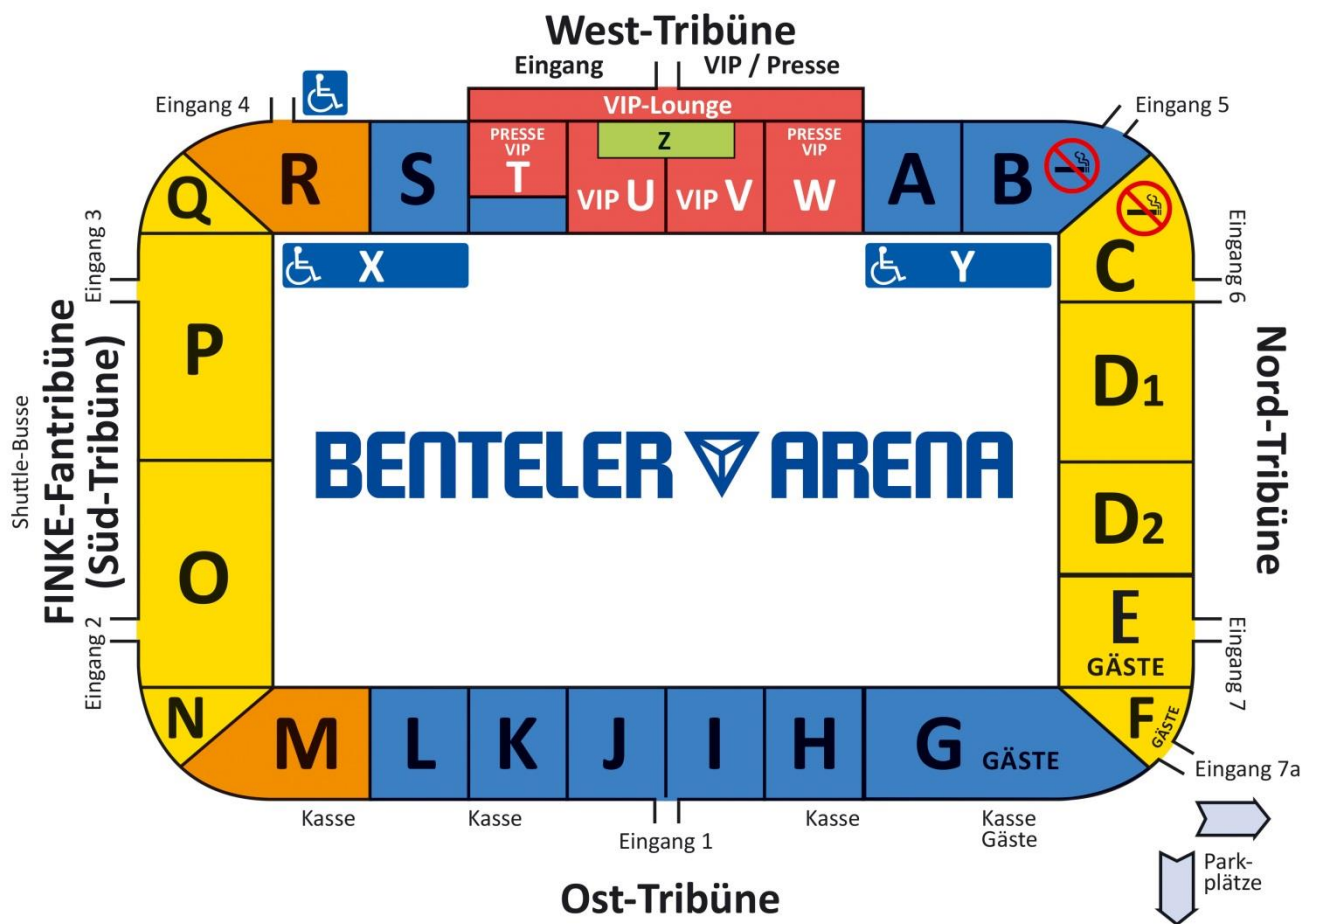 West-Tribüne
Eingang VIP / Presse
Eingang 4
VIP-Lounge
Eingang 5
Q
R
S
PRESSE
VIP
T
Z
VIP U
VIP V
PRESSE
VIP
W
A
B
C
Eingang 3
X
Y
Eingang 6
P
D1
Shuttle-Busse
FINKE-Fantribüne
(Süd-Tribüne)
BENTELER ARENA
Nord-Tribüne
O
D2
E
GÄSTE
Eingang 2
Eingang 7
N
M
L
K
J
I
H
G GÄSTE
F
GÄSTE
Eingang 7a
Kasse
Kasse
Eingang 1
Kasse
Kasse
Gäste
Park-
plätze
Ost-Tribüne